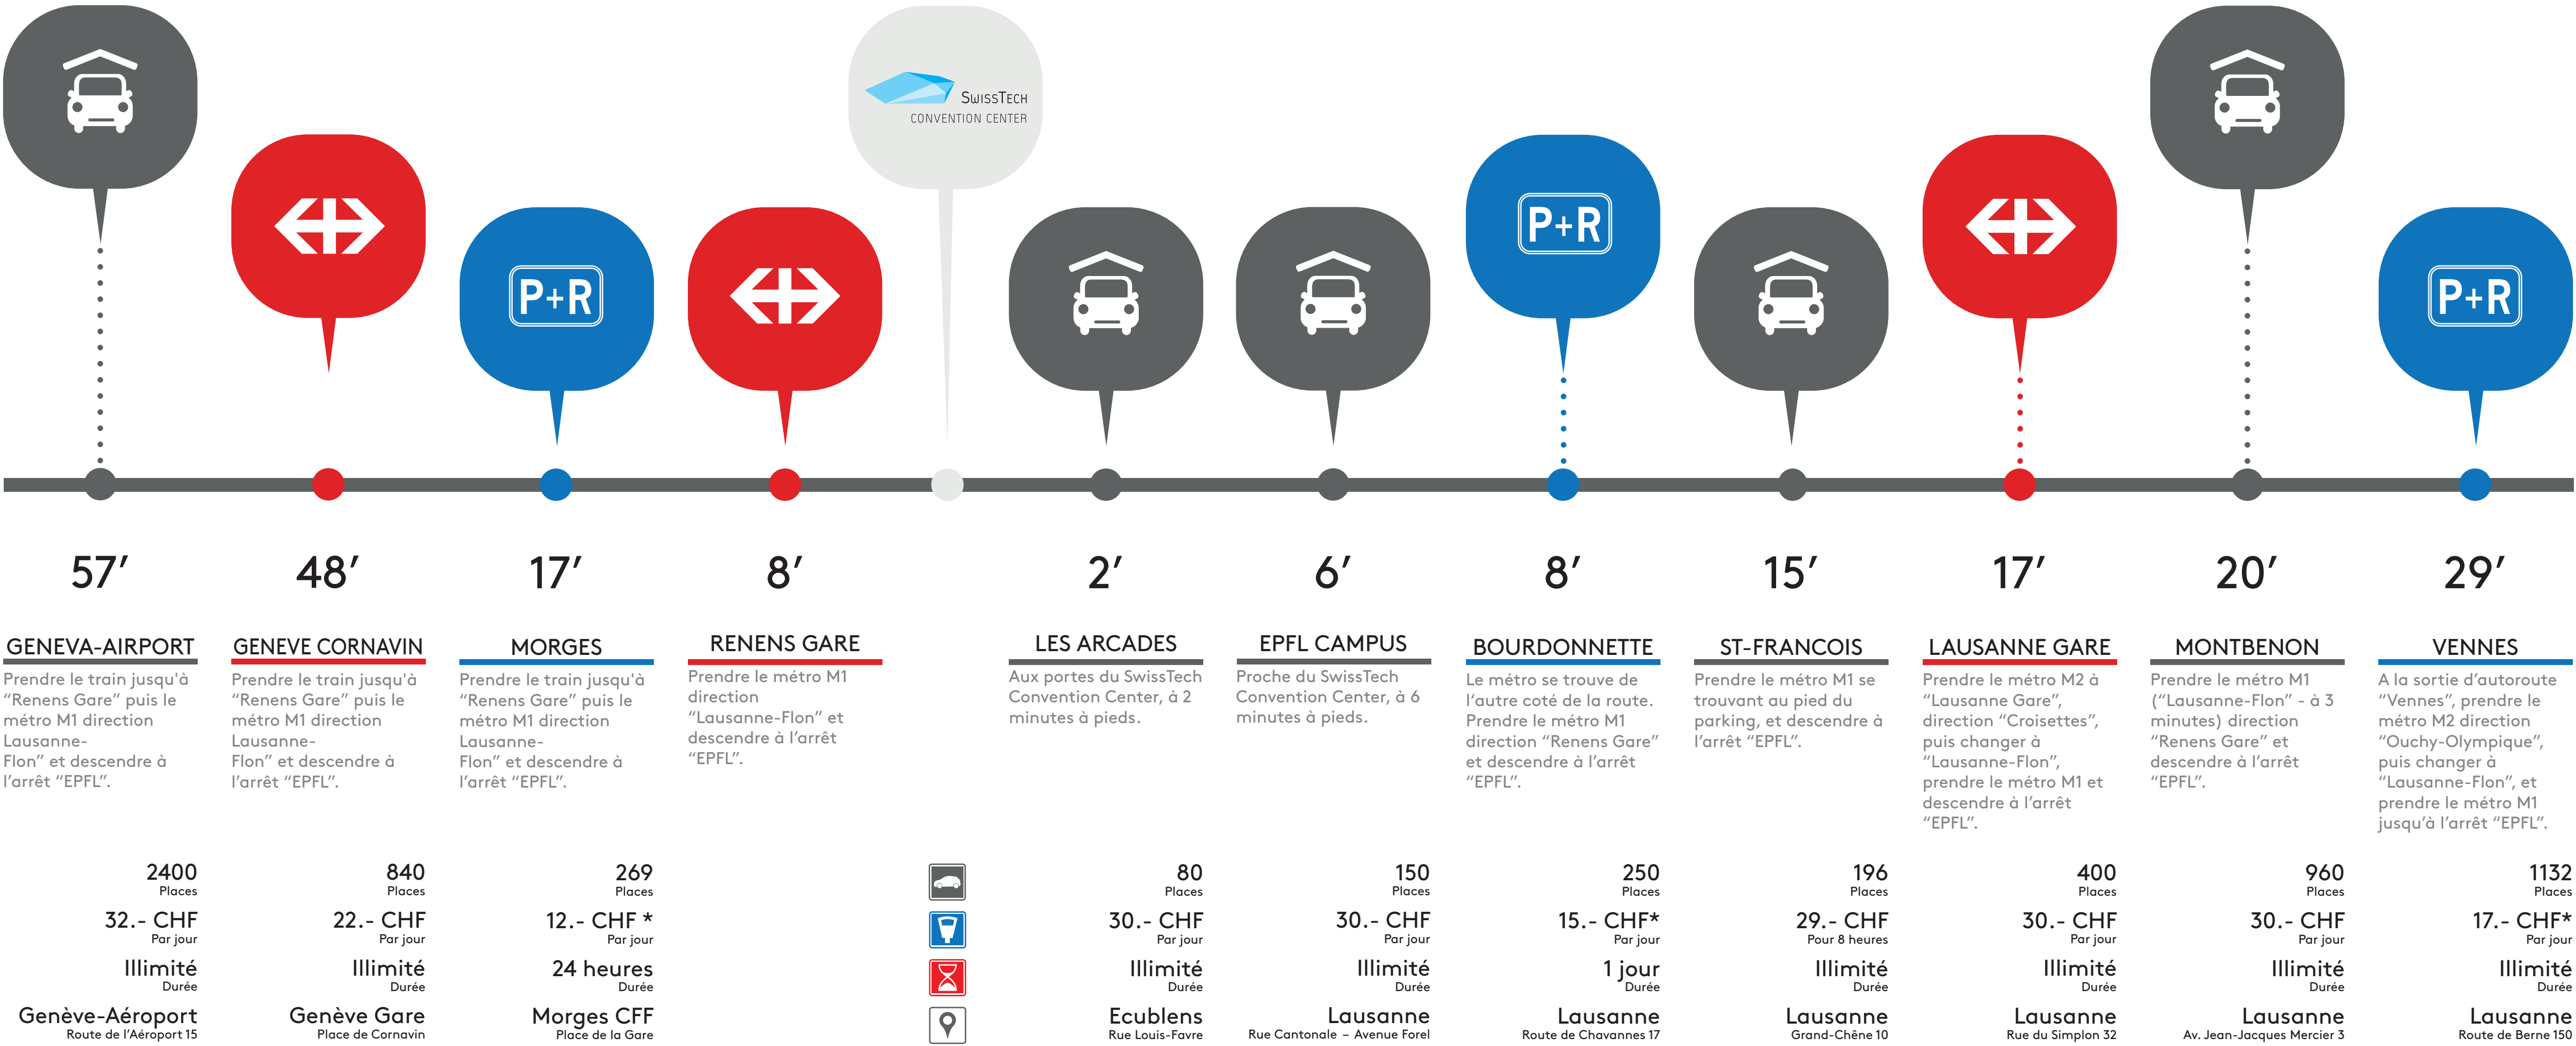 SWISSTECH
CONVENTION CENTER
P+R
P+R
P+R
57′
48′
17′
8′
2′
6′
8′
15′
17′
20′
29′
GENEVA-AIRPORT
Prendre le train jusqu'à
“Renens Gare” puis le
métro M1 direction
Lausanne-
Flon” et descendre à
l’arrêt “EPFL”.
2400
Places
32.- CHF
Par jour
Illimité
Durée
Genève-Aéroport
Route de l’Aéroport 15
GENEVE CORNAVIN
Prendre le train jusqu'à
“Renens Gare” puis le
métro M1 direction
Lausanne-
Flon” et descendre à
l’arrêt “EPFL”.
840
Places
22.- CHF
Par jour
Illimité
Durée
Genève Gare
Place de Cornavin
MORGES
Prendre le train jusqu'à
“Renens Gare” puis le
métro M1 direction
Lausanne-
Flon” et descendre à
l’arrêt “EPFL”.
269
Places
12.- CHF *
Par jour
24 heures
Durée
Morges CFF
Place de la Gare
RENENS GARE
Prendre le métro M1
direction
“Lausanne-Flon” et
descendre à l’arrêt
“EPFL”.
LES ARCADES
Aux portes du SwissTech
Convention Center, à 2
minutes à pieds.
80
Places
30.- CHF
Par jour
Illimité
Durée
Ecublens
Rue Louis-Favre
EPFL CAMPUS
Proche du SwissTech
Convention Center, à 6
minutes à pieds.
150
Places
30.- CHF
Par jour
Illimité
Durée
Lausanne
Rue Cantonale – Avenue Forel
BOURDONNETTE
Le métro se trouve de
l’autre coté de la route.
Prendre le métro M1
direction “Renens Gare”
et descendre à l’arrêt
“EPFL”.
250
Places
15.- CHF*
Par jour
1 jour
Durée
Lausanne
Route de Chavannes 17
ST-FRANCOIS
Prendre le métro M1 se
trouvant au pied du
parking, et descendre à
l’arrêt “EPFL”.
196
Places
29.- CHF
Pour 8 heures
Illimité
Durée
Lausanne
Grand-Chêne 10
LAUSANNE GARE
Prendre le métro M2 à
“Lausanne Gare”,
direction “Croisettes”,
puis changer à
“Lausanne-Flon”,
prendre le métro M1 et
descendre à l’arrêt
“EPFL”.
400
Places
30.- CHF
Par jour
Illimité
Durée
Lausanne
Rue du Simplon 32
MONTBENON
Prendre le métro M1
(“Lausanne-Flon” - à 3
minutes) direction
“Renens Gare” et
descendre à l’arrêt
“EPFL”.
960
Places
30.- CHF
Par jour
Illimité
Durée
Lausanne
Av. Jean-Jacques Mercier 3
VENNES
A la sortie d’autoroute
“Vennes”, prendre le
métro M2 direction
“Ouchy-Olympique”,
puis changer à
“Lausanne-Flon”, et
prendre le métro M1
jusqu’à l’arrêt “EPFL”.
1132
Places
17.- CHF*
Par jour
Illimité
Durée
Lausanne
Route de Berne 150